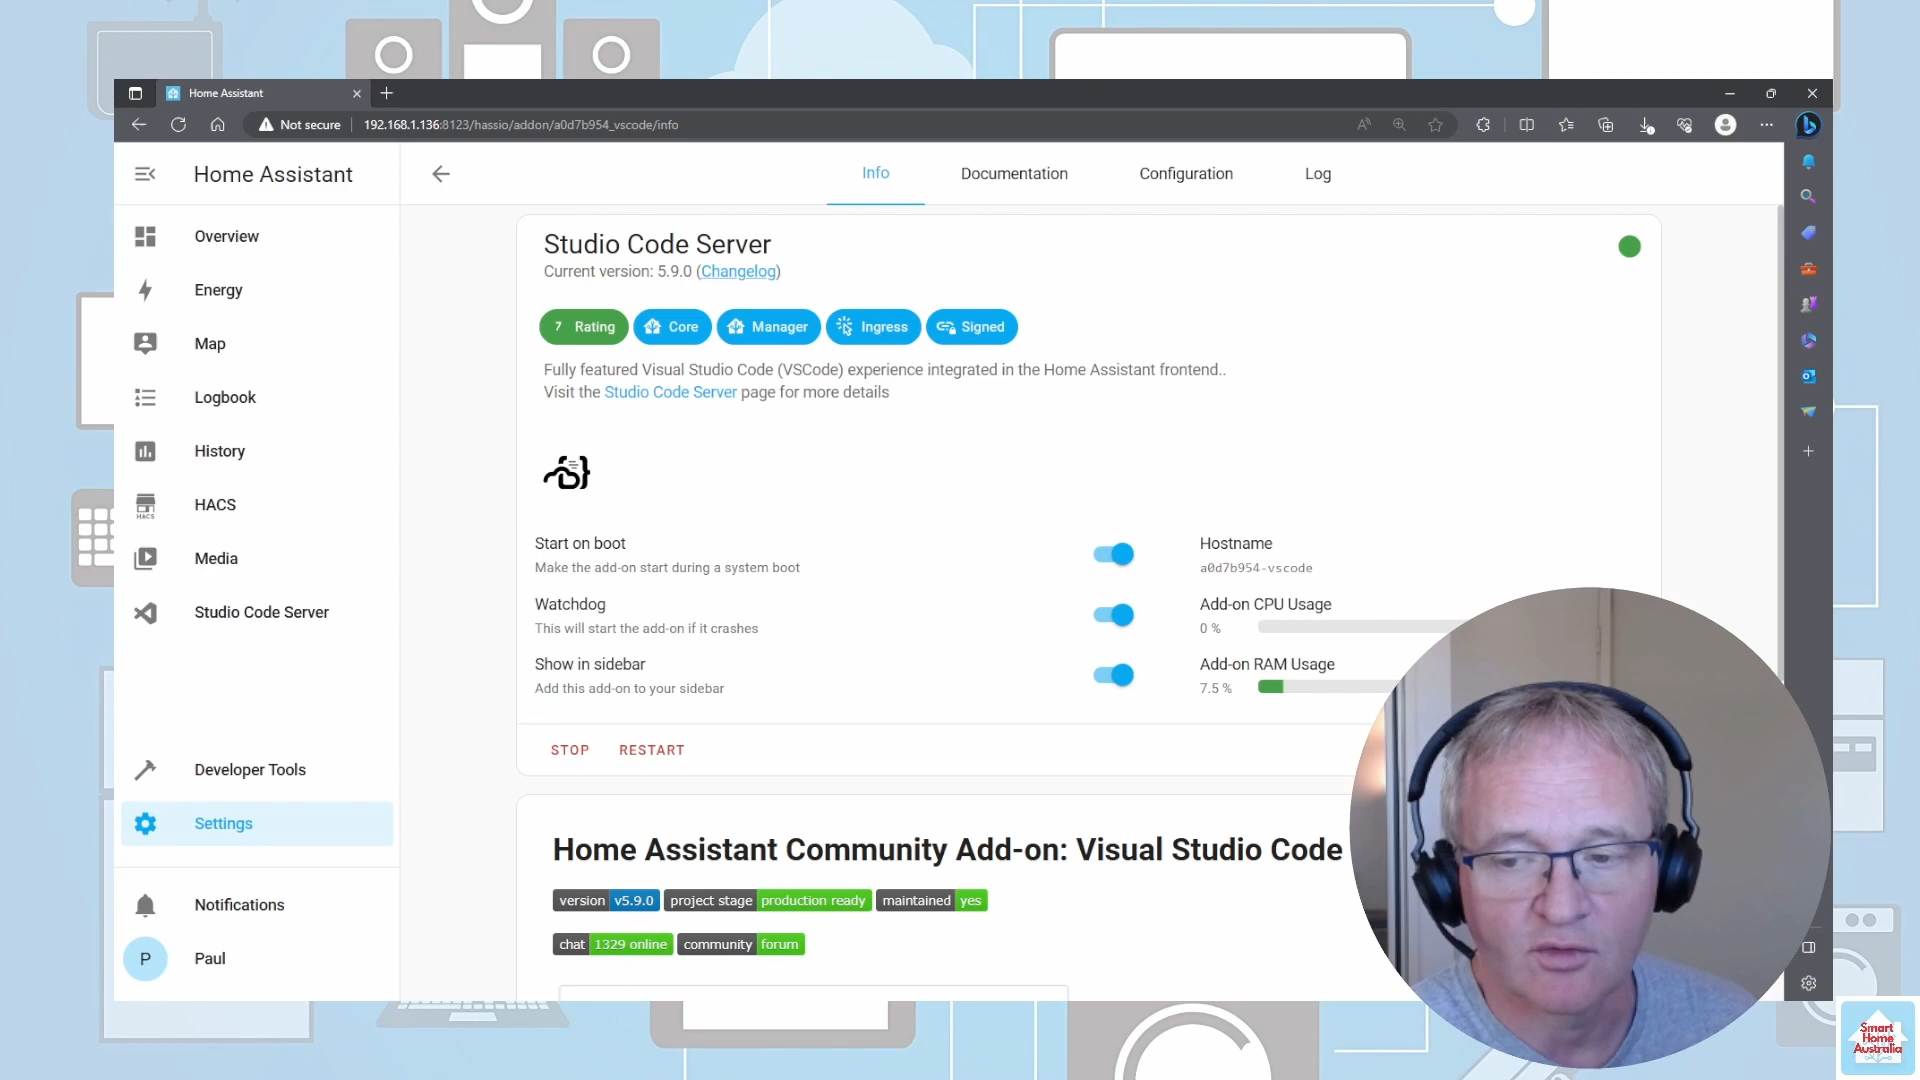 Home Assistant
Not secure
192.168.1.136:8123/hassio/addon/a0d7b954_vscode/info
Home Assistant
Info
Documentation
Configuration
Log
Overview
Energy
Map
Logbook
History
HACS
HACS
Media
Studio Code Server
Developer Tools
Settings
Notifications
P
Paul
Studio Code Server
Current version: 5.9.0 (Changelog)
7 Rating
Core
Manager
Ingress
Signed
Fully featured Visual Studio Code (VSCode) experience integrated in the Home Assistant frontend..
Visit the Studio Code Server page for more details
Start on boot
Make the add-on start during a system boot
Hostname
a0d7b954-vscode
Watchdog
This will start the add-on if it crashes
Add-on CPU Usage
0 %
Show in sidebar
Add this add-on to your sidebar
Add-on RAM Usage
7.5 %
STOP
RESTART
Home Assistant Community Add-on: Visual Studio Code
version v5.9.0
project stage production ready
maintained yes
chat 1329 online
community forum
Smart
Home
Australia